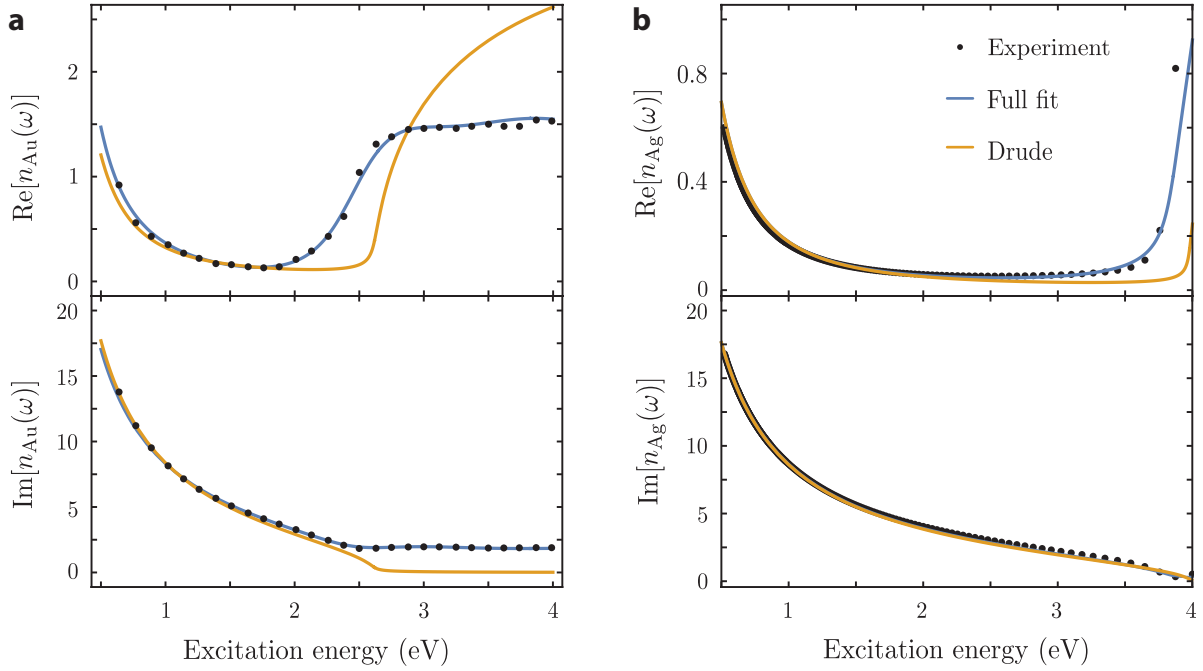 a
Re[n_Au(ω)]
2
1
0
Im[n_Au(ω)]
20
15
10
5
0
1
2
3
4
Excitation energy (eV)
b
Experiment
Full fit
Drude
Re[n_Ag(ω)]
0.8
0.4
0
Im[n_Ag(ω)]
20
15
10
5
0
1
2
3
4
Excitation energy (eV)